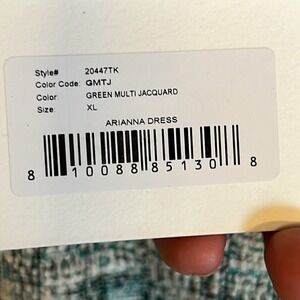 Style# 20447TK
Color Code: GMTJ
Color: GREEN MULTI JACQUARD
Size: XL
ARIANNA DRESS
8 10088 85130 8